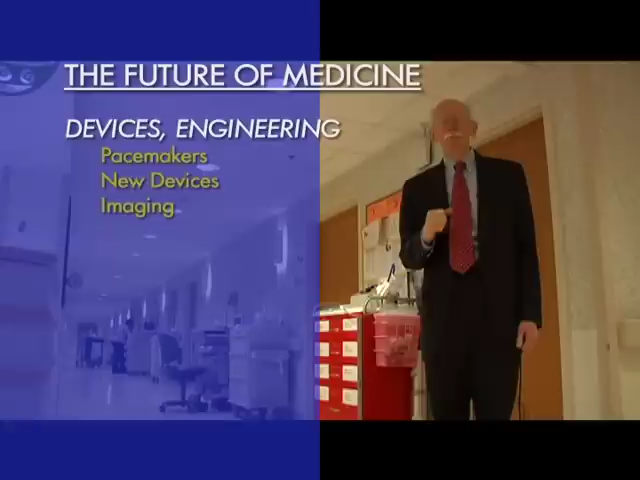 THE FUTURE OF MEDICINE
DEVICES, ENGINEERING
Pacemakers
New Devices
Imaging